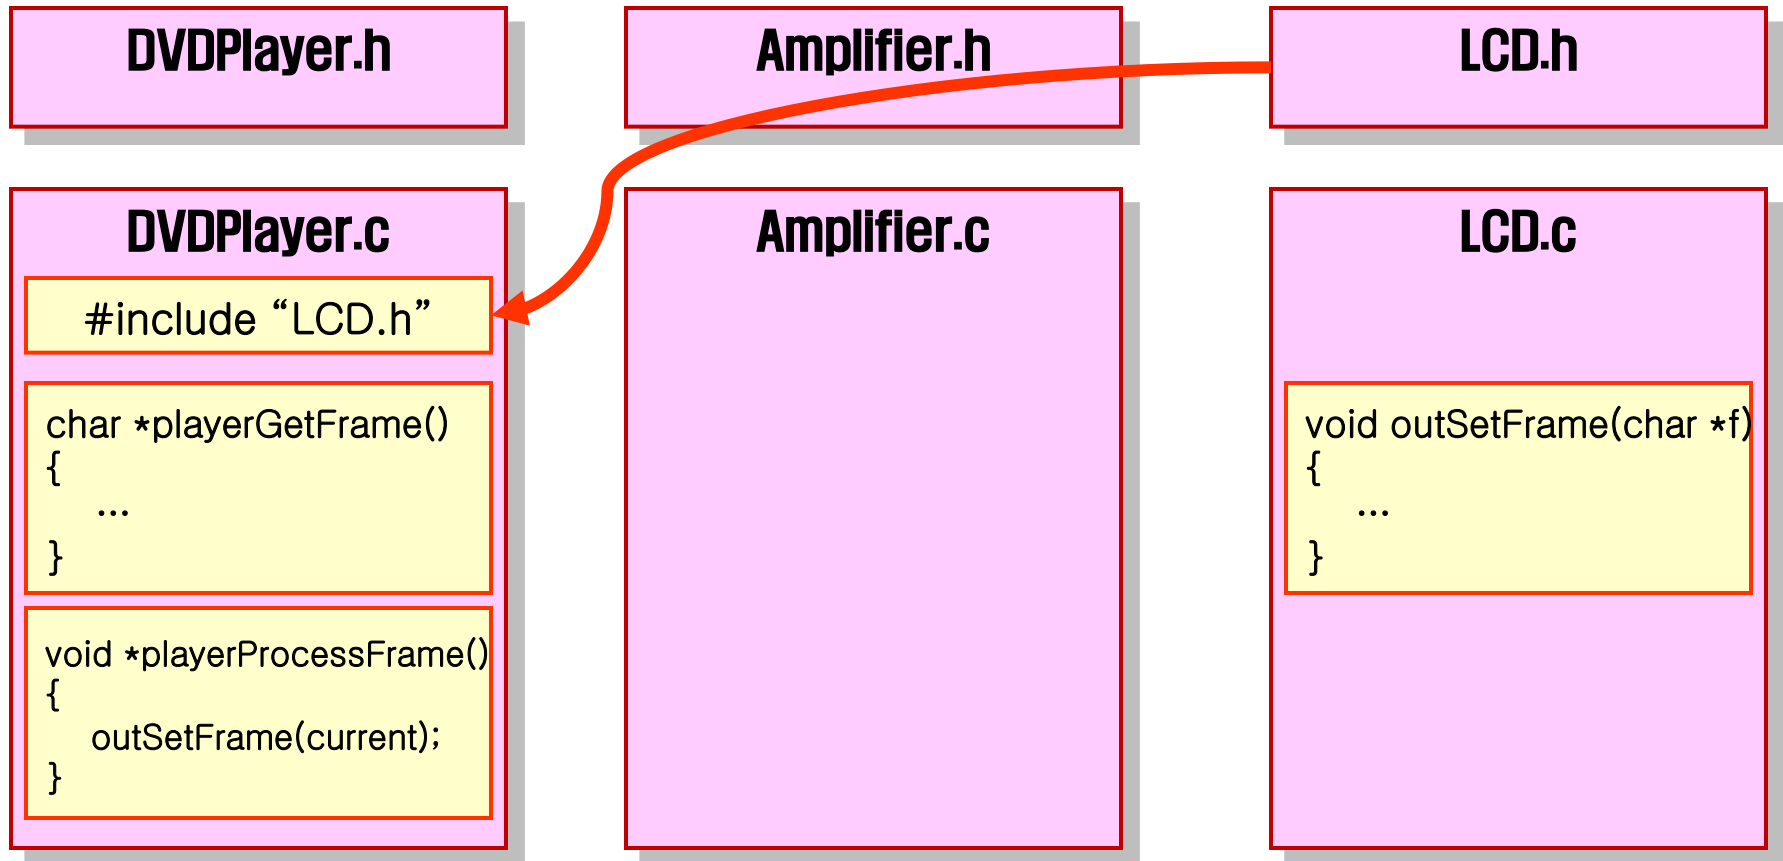 DVDPlayer.h
Amplifier.h
LCD.h
DVDPlayer.c
#include “LCD.h”
char *playerGetFrame()
{
...
}
void *playerProcessFrame()
{
outSetFrame(current);
}
Amplifier.c
LCD.c
void outSetFrame(char *f)
{
...
}